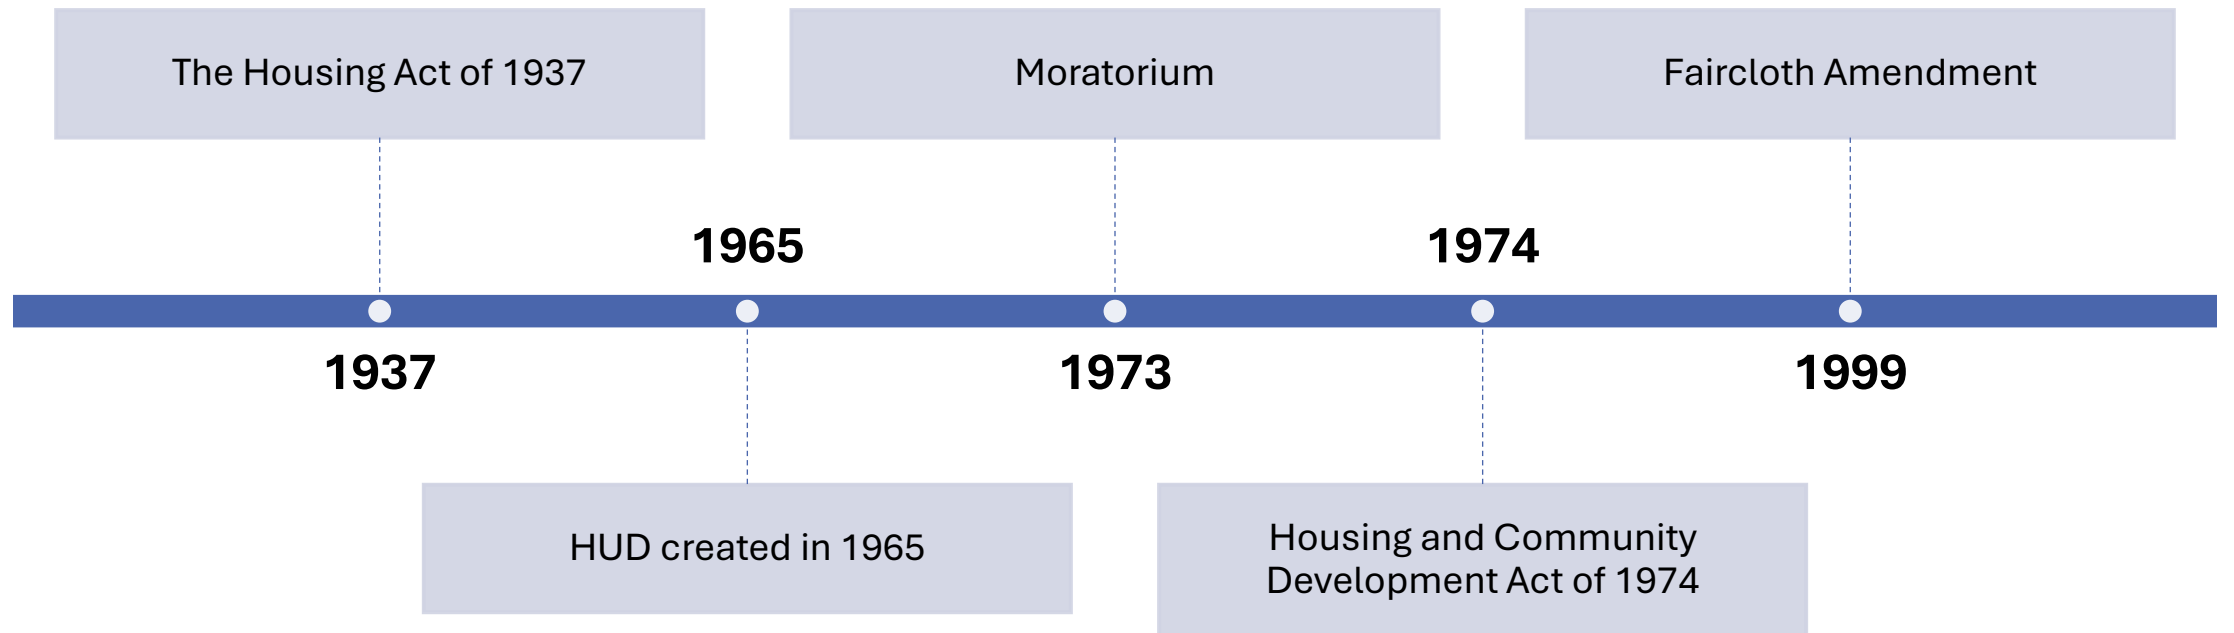 The Housing Act of 1937
Moratorium
Faircloth Amendment
1965
1974
1937
1973
1999
HUD created in 1965
Housing and Community
Development Act of 1974